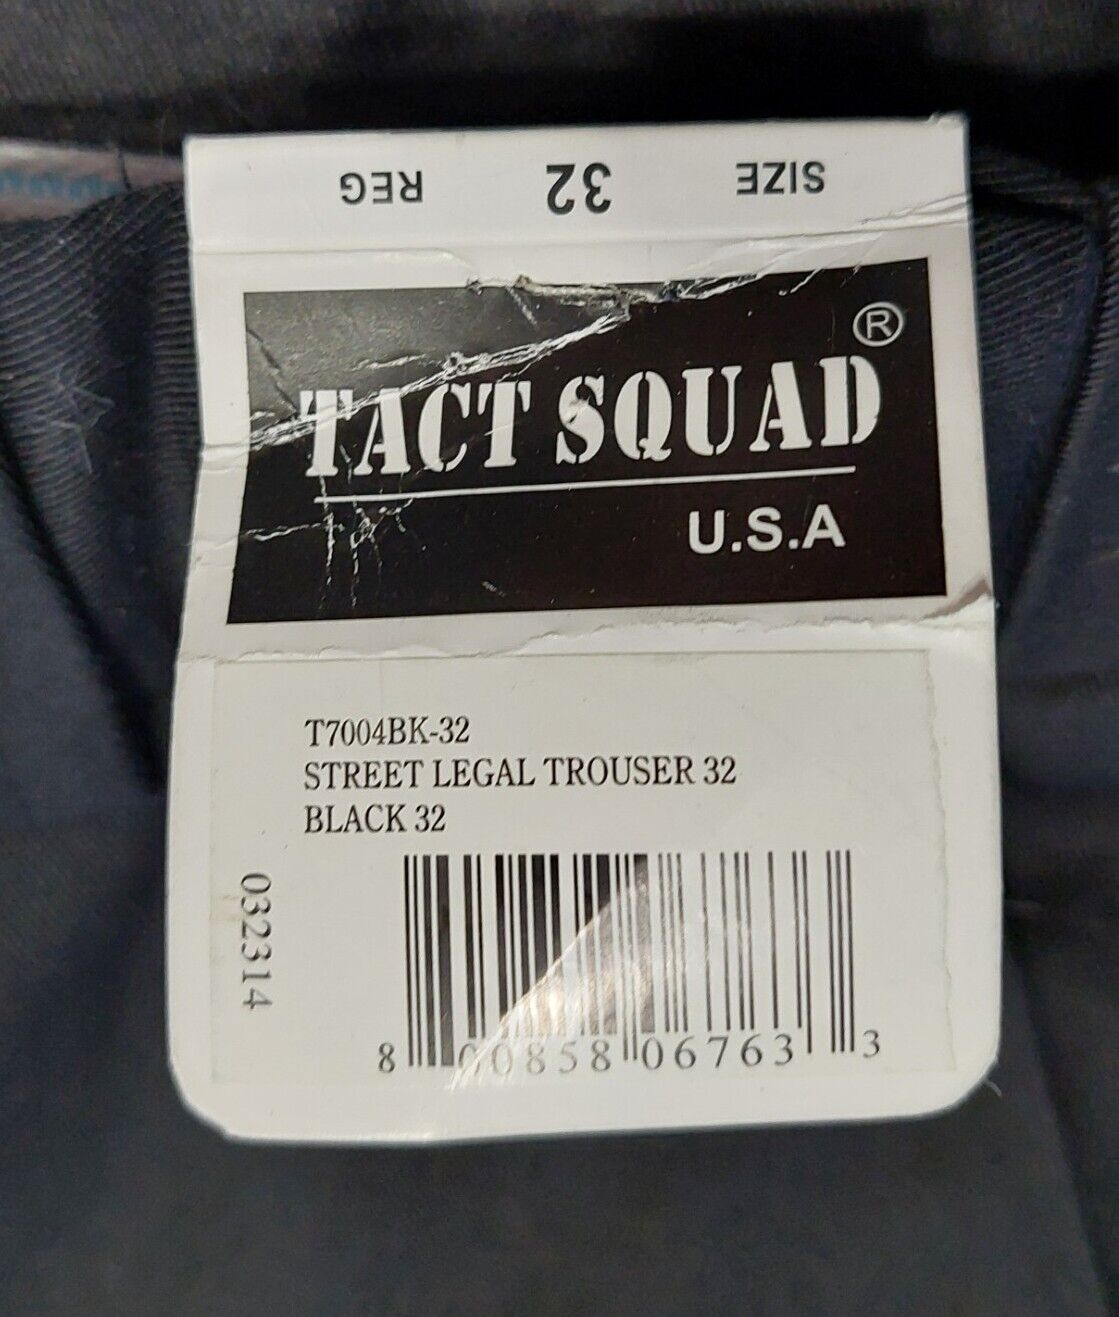 SIZE 32 REG
TACT SQUAD®
U.S.A
T7004BK-32
STREET LEGAL TROUSER 32
BLACK 32
032314
8 00858 06763 3